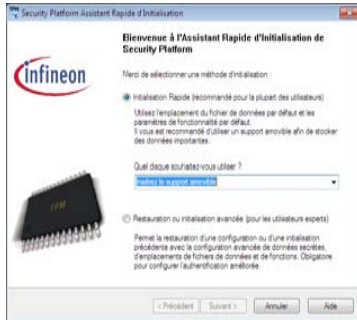 Security Platform Assistant Rapide d'Initialisation
Bienvenue à l'Assistant Rapide d'Initialisation de
Security Platform
infineon
Merci de sélectionner une méthode d'initialisation :
Initialisation Rapide (recommandé pour la plupart des utilisateurs)
Utilisez l'emplacement du fichier de données par défaut et les
paramètres de fonctionnalité par défaut.
Il vous est recommandé d'utiliser un support amovible afin de stocker
des données importantes.
Quel disque souhaitez-vous utiliser ?
Insérez le support amovible
TPM
Restauration ou initialisation avancée (pour les utilisateurs experts)
Permet la restauration d'une configuration ou d'une initialisation
précédente avec la configuration avancée de données secrètes,
d'emplacements de fichiers de données et de fonctions. Obligatoire
pour configurer l'authentification améliorée.
< Précédent
Suivant >
Annuler
Aide